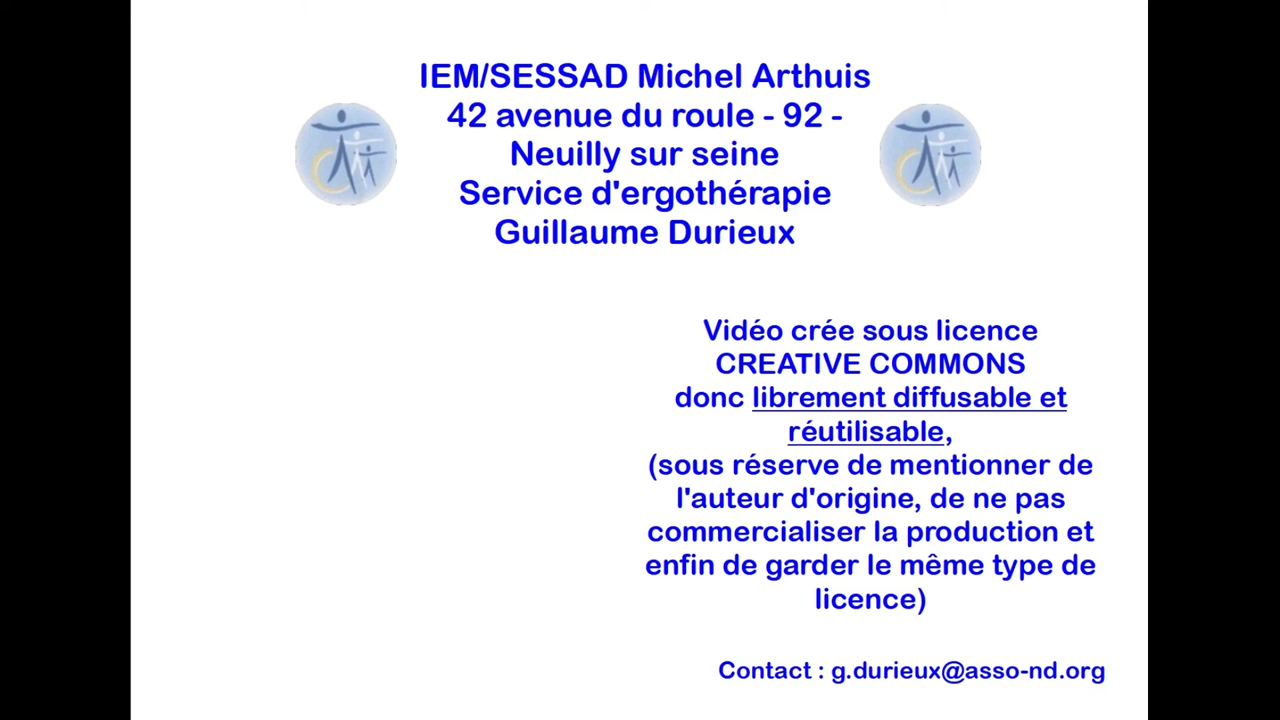 IEM/SESSAD Michel Arthuis
42 avenue du roule - 92 -
Neuilly sur seine
Service d'ergothérapie
Guillaume Durieux
Vidéo crée sous licence
CREATIVE COMMONS
donc librement diffusable et
réutilisable,
(sous réserve de mentionner de
l'auteur d'origine, de ne pas
commercialiser la production et
enfin de garder le même type de
licence)
Contact : g.durieux@asso-nd.org